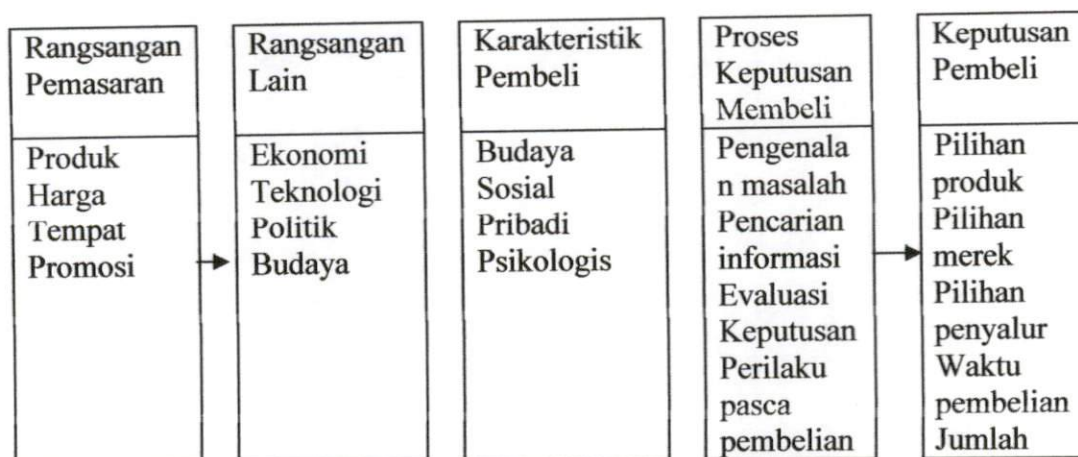 Rangsangan
Pemasaran
Produk
Harga
Tempat
Promosi
Rangsangan
Lain
Ekonomi
Teknologi
Politik
Budaya
Karakteristik
Pembeli
Budaya
Sosial
Pribadi
Psikologis
Proses
Keputusan
Membeli
Pengenala
n masalah
Pencarian
informasi
Evaluasi
Keputusan
Perilaku
pasca
pembelian
Keputusan
Pembeli
Pilihan
produk
Pilihan
merek
Pilihan
penyalur
Waktu
pembelian
Jumlah